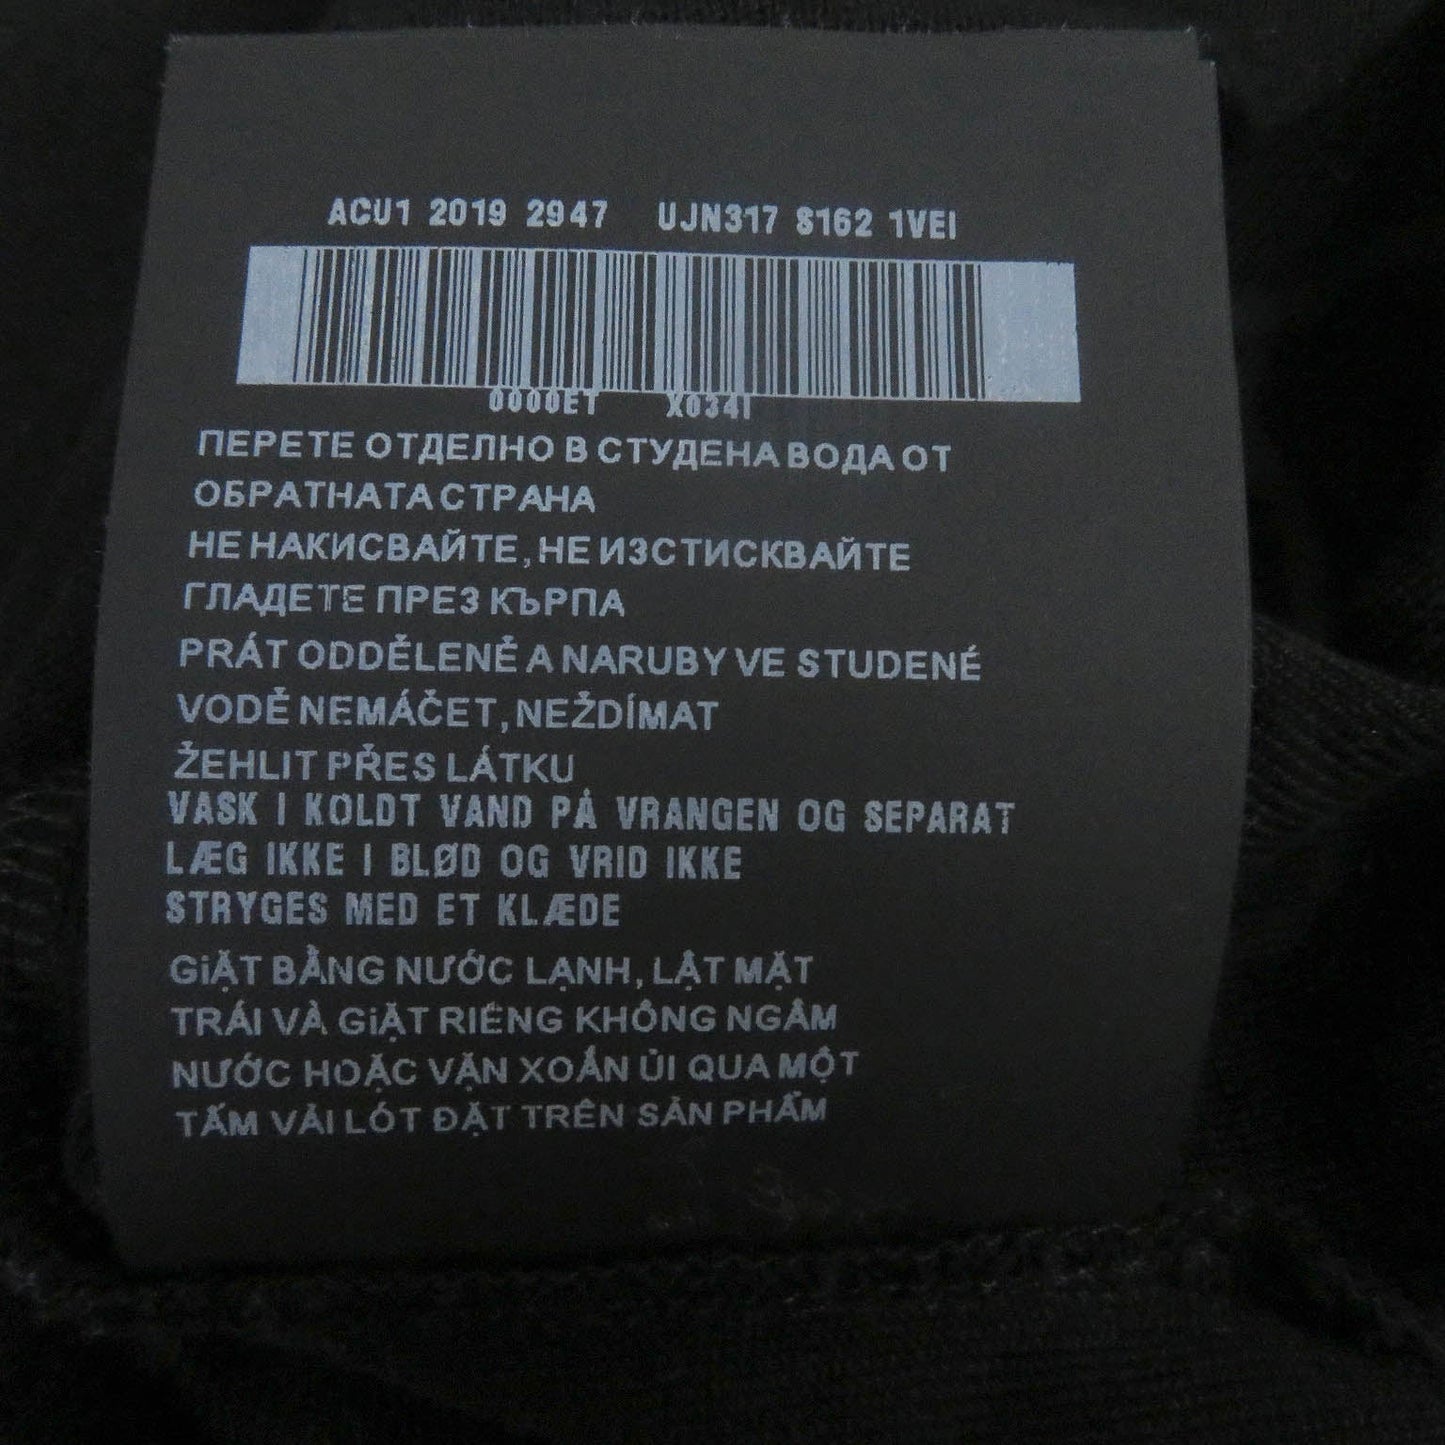 ACU1 2019 2947 UJN317 S162 1VEI
0000ET X034I
ПЕРЕТЕ ОТДЕЛНО В СТУДЕНА ВОДА ОТ
ОБРАТНАТА СТРАНА
НЕ НАКИСВАЙТЕ, НЕ ИЗСТИСКВАЙТЕ
ГЛАДЕТЕ ПРЕЗ КЪРПА
PRÁT ODDĚLENĚ A NARUBY VE STUDENÉ
VODĚ NEMÁČET, NEŽDÍMAT
ŽEHLIT PŘES LÁTKU
VASK I KOLDT VAND PÅ VRANGEN OG SEPARAT
LÆG IKKE I BLØD OG VRID IKKE
STRYGES MED ET KLÆDE
GiẶT BẰNG NƯỚC LẠNH, LẬT MẶT
TRÁI VÀ GiẶT RIÊNG KHÔNG NGÂM
NƯỚC HOẶC VẶN XOẮN ỦI QUA MỘT
TẤM VẢI LÓT ĐẶT TRÊN SẢN PHẨM